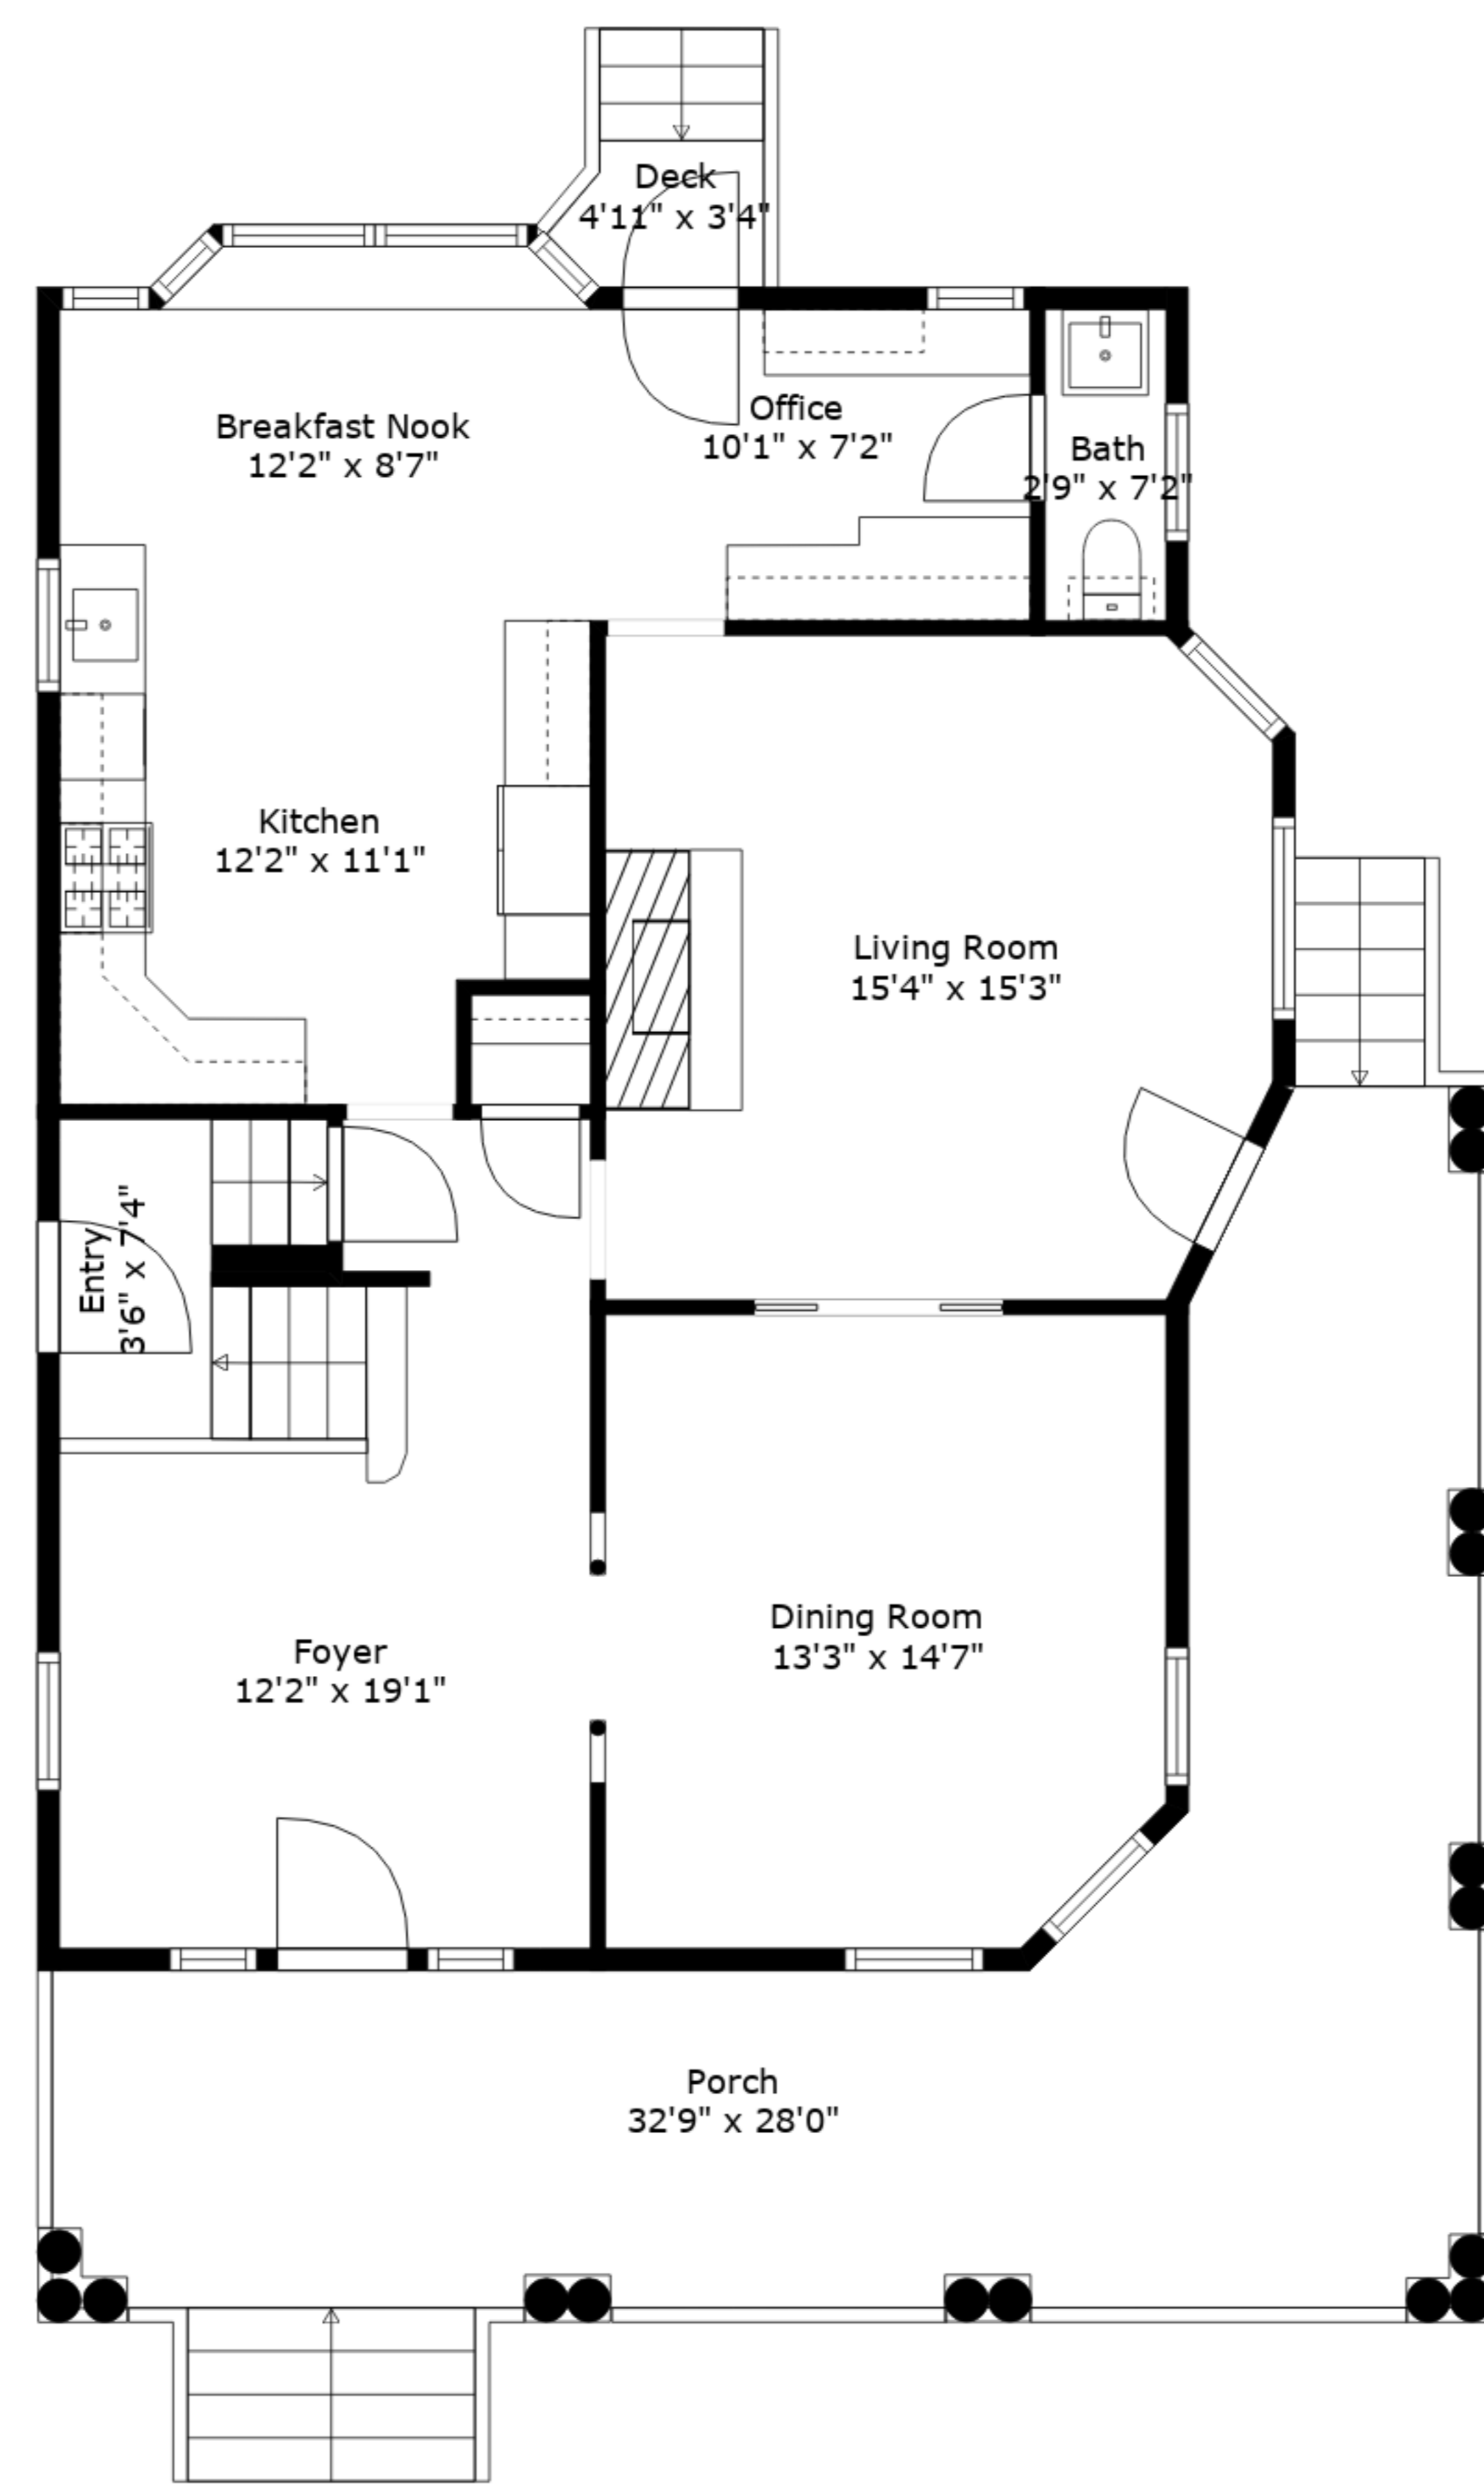 Deck
4'11" x 3'4"
Breakfast Nook
12'2" x 8'7"
Office
10'1" x 7'2"
Bath
2'9" x 7'2"
Kitchen
12'2" x 11'1"
Living Room
15'4" x 15'3"
Entry
3'6" x 7'4"
Dining Room
13'3" x 14'7"
Foyer
12'2" x 19'1"
Porch
32'9" x 28'0"